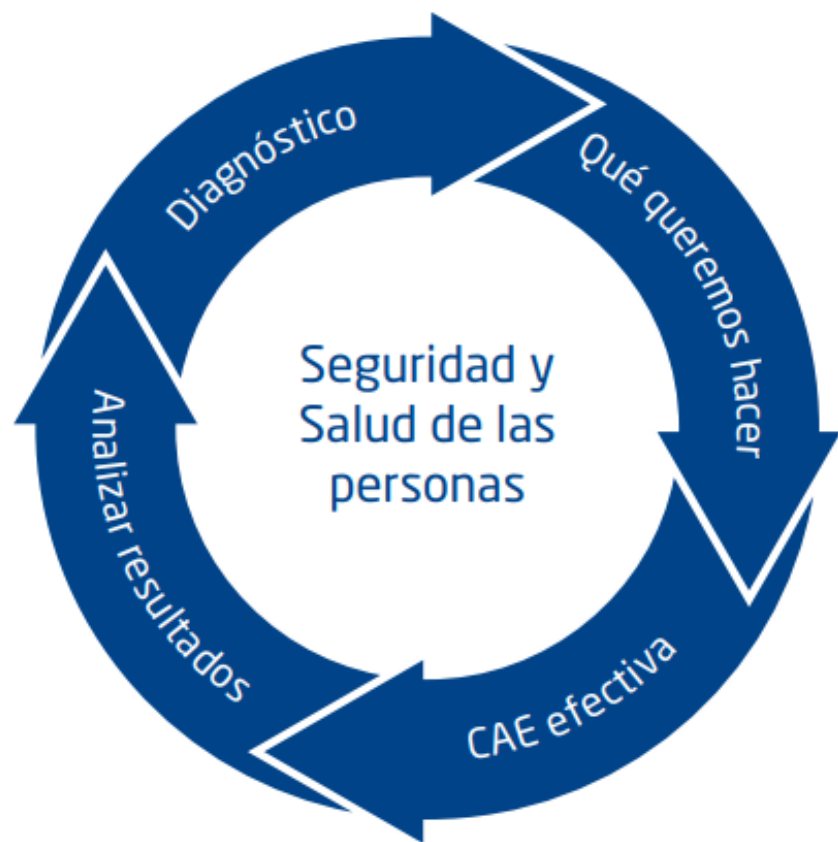 Diagnóstico
Qué queremos hacer
CAE efectiva
Analizar resultados
Seguridad y
Salud de las
personas